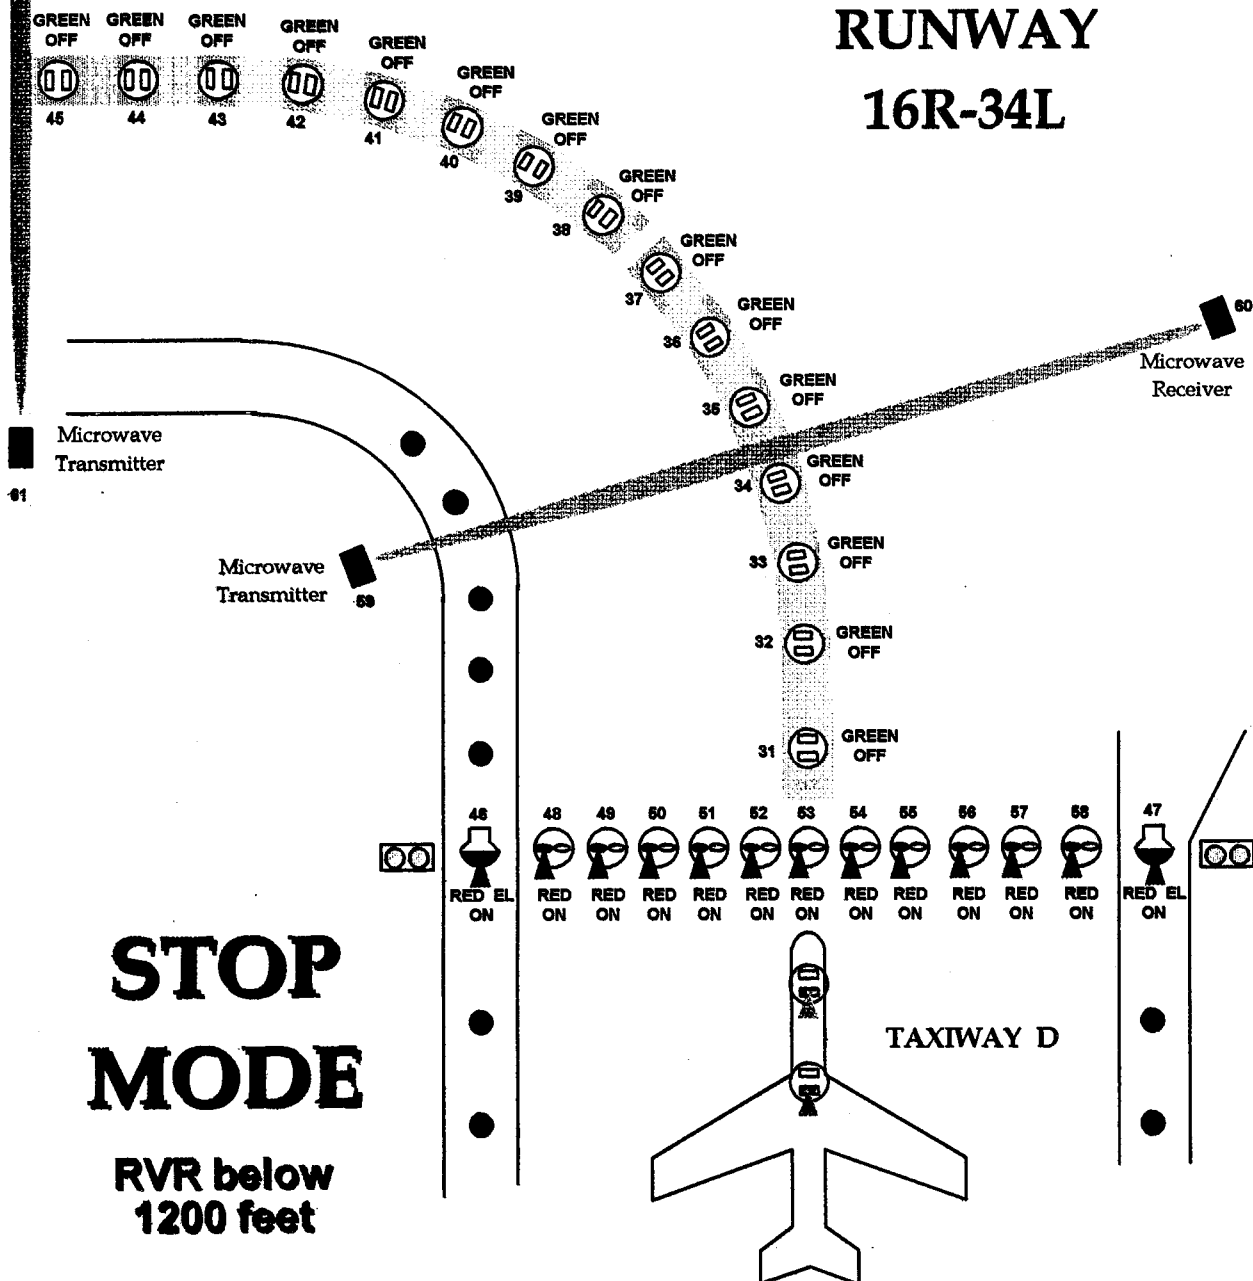 RUNWAY
16R-34L
GREEN
OFF
45
GREEN
OFF
44
GREEN
OFF
43
GREEN
OFF
42
GREEN
OFF
41
GREEN
OFF
40
GREEN
OFF
39
GREEN
OFF
38
GREEN
OFF
37
GREEN
OFF
36
GREEN
OFF
35
GREEN
OFF
34
GREEN
OFF
33
GREEN
OFF
32
GREEN
OFF
31
60
Microwave
Receiver
Microwave
Transmitter
61
Microwave
Transmitter
59
46 48 49 50 51 52 53 54 55 56 57 58 47
RED EL RED RED RED RED RED RED RED RED RED RED RED RED EL
ON ON ON ON ON ON ON ON ON ON ON ON ON
STOP
MODE
RVR below
1200 feet
TAXIWAY D